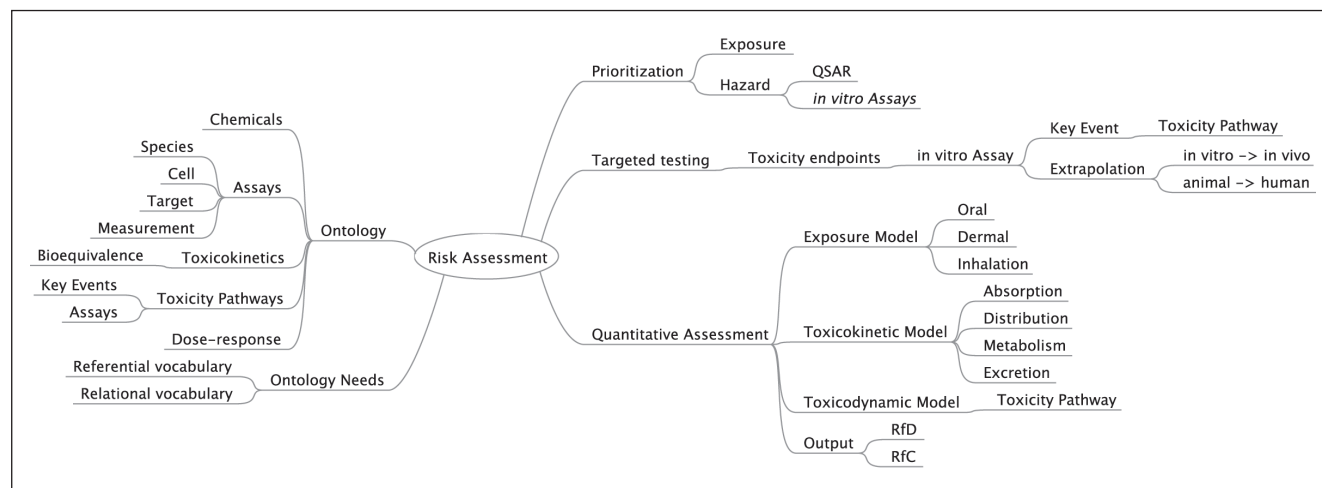 Risk Assessment
Prioritization
Exposure
Hazard
QSAR
in vitro Assays
Targeted testing
Toxicity endpoints
in vitro Assay
Key Event
Toxicity Pathway
Extrapolation
in vitro -> in vivo
animal -> human
Quantitative Assessment
Exposure Model
Oral
Dermal
Inhalation
Toxicokinetic Model
Absorption
Distribution
Metabolism
Excretion
Toxicodynamic Model
Toxicity Pathway
Output
RfD
RfC
Ontology
Chemicals
Assays
Species
Cell
Target
Measurement
Toxicokinetics
Bioequivalence
Toxicity Pathways
Key Events
Assays
Dose-response
Ontology Needs
Referential vocabulary
Relational vocabulary